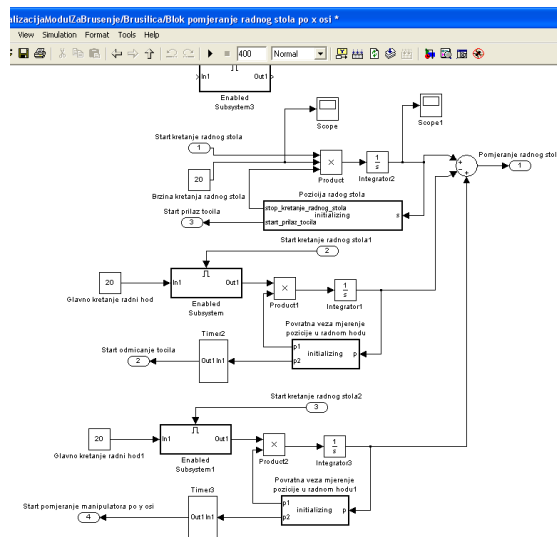 alizacijaModulZaBrusenje/Brusilica/Blok pomjeranje radnog stola po x osi *
View Simulation Format Tools Help
400 Normal
In1 Out1
Enabled
Subsystem3
Scope
Scope1
Start kretanje radnog stola
1
20
Brzina kretanja radnog stola
×
Product
1
s
Integrator2
Pomjeranje radnog stol
1
Pozicija radog stola
stop_kretanje_radnog_stola
initializing s
start_prilaz_tocila
Start prilaz tocila
3
Start kretanje radnog stola1
2
20
Glavno kretanje radni hod
In1 Out1
Enabled
Subsystem
×
Product1
1
s
Integrator1
Povratna veza mjerenje
pozicije u radnom hodu
p1
initializing p
p2
Timer2
Out1 In1
Start odmicanje tocila
2
Start kretanje radnog stola2
3
20
Glavno kretanje radni hod1
In1 Out1
Enabled
Subsystem1
×
Product2
1
s
Integrator3
Povratna veza mjerenje
pozicije u radnom hodu1
p1
initializing p
p2
Timer3
Out1 In1
Start pomjeranje manipulatora po y osi
4